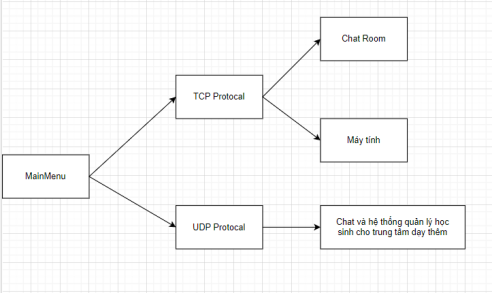 Chat Room
TCP Protocal
Máy tính
MainMenu
UDP Protocal
Chat và hệ thống quản lý học
sinh cho trung tâm dạy thêm